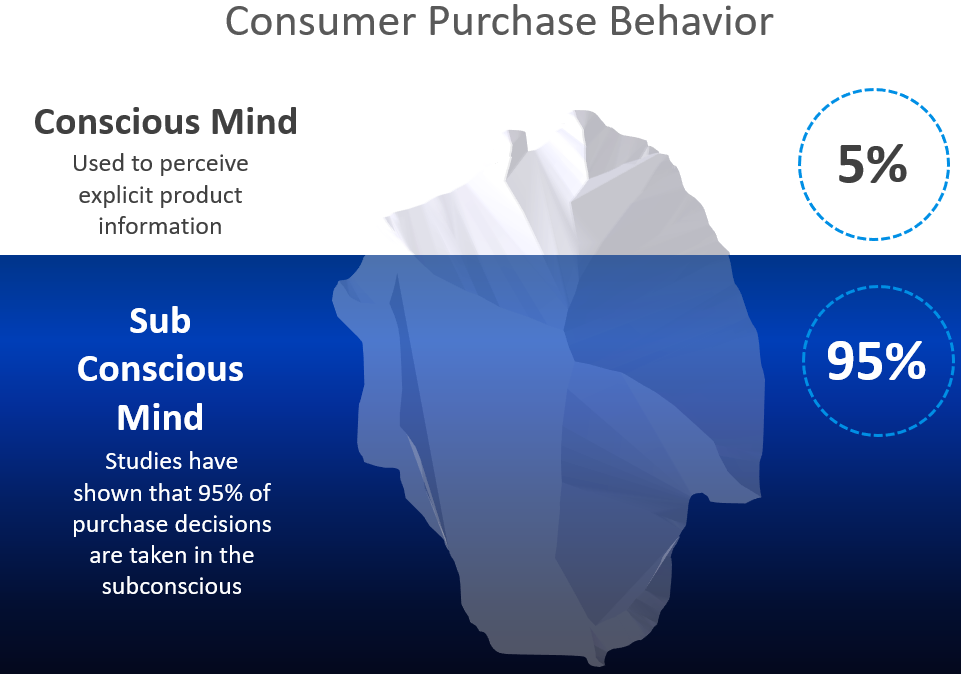 Consumer Purchase Behavior
Conscious Mind
Used to perceive
explicit product
information
5%
Sub
Conscious
Mind
Studies have
shown that 95% of
purchase decisions
are taken in the
subconscious
95%